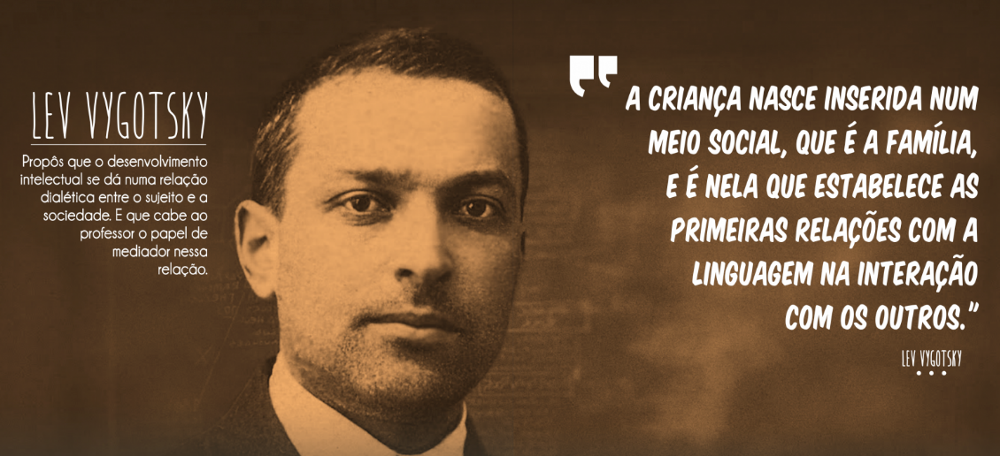 LEV VYGOTSKY
Propôs que o desenvolvimento
intelectual se dá numa relação
dialética entre o sujeito e a
sociedade. E que cabe ao
professor o papel de
mediador nessa
relação.
"A CRIANÇA NASCE INSERIDA NUM
MEIO SOCIAL, QUE É A FAMÍLIA,
E É NELA QUE ESTABELECE AS
PRIMEIRAS RELAÇÕES COM A
LINGUAGEM NA INTERAÇÃO
COM OS OUTROS."
LEV VYGOTSKY